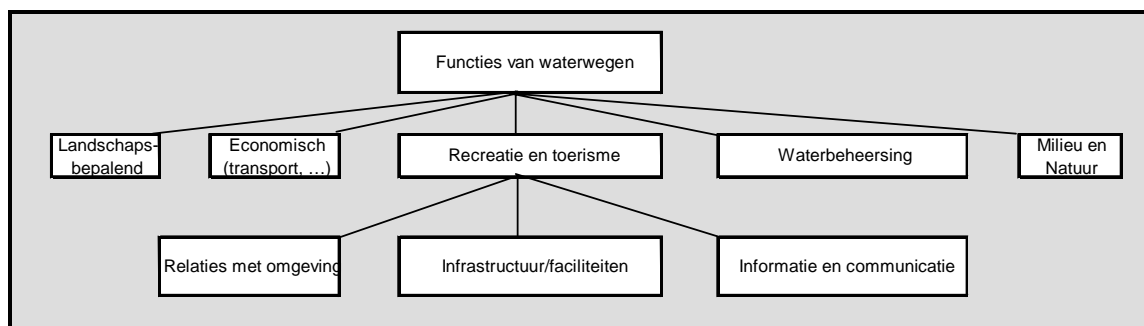 Functies van waterwegen
Landschaps-
bepalend
Economisch
(transport, …)
Recreatie en toerisme
Waterbeheersing
Milieu en
Natuur
Relaties met omgeving
Infrastructuur/faciliteiten
Informatie en communicatie